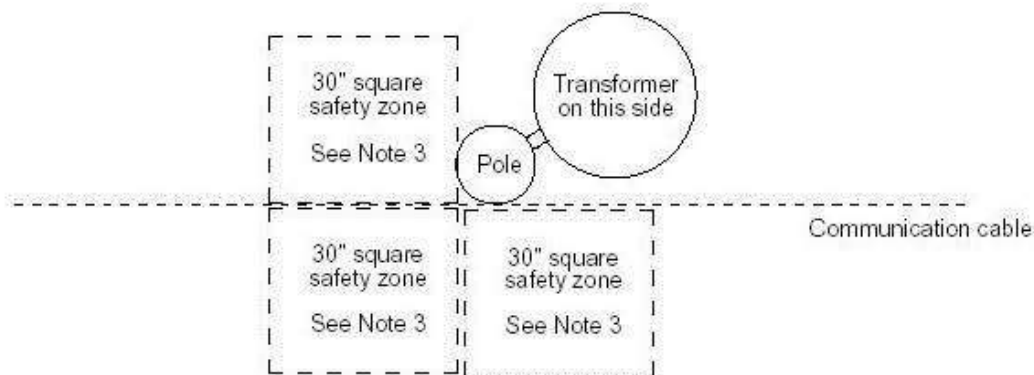 30" square
safety zone
See Note 3
Transformer
on this side
Pole
Communication cable
30" square
safety zone
See Note 3
30" square
safety zone
See Note 3